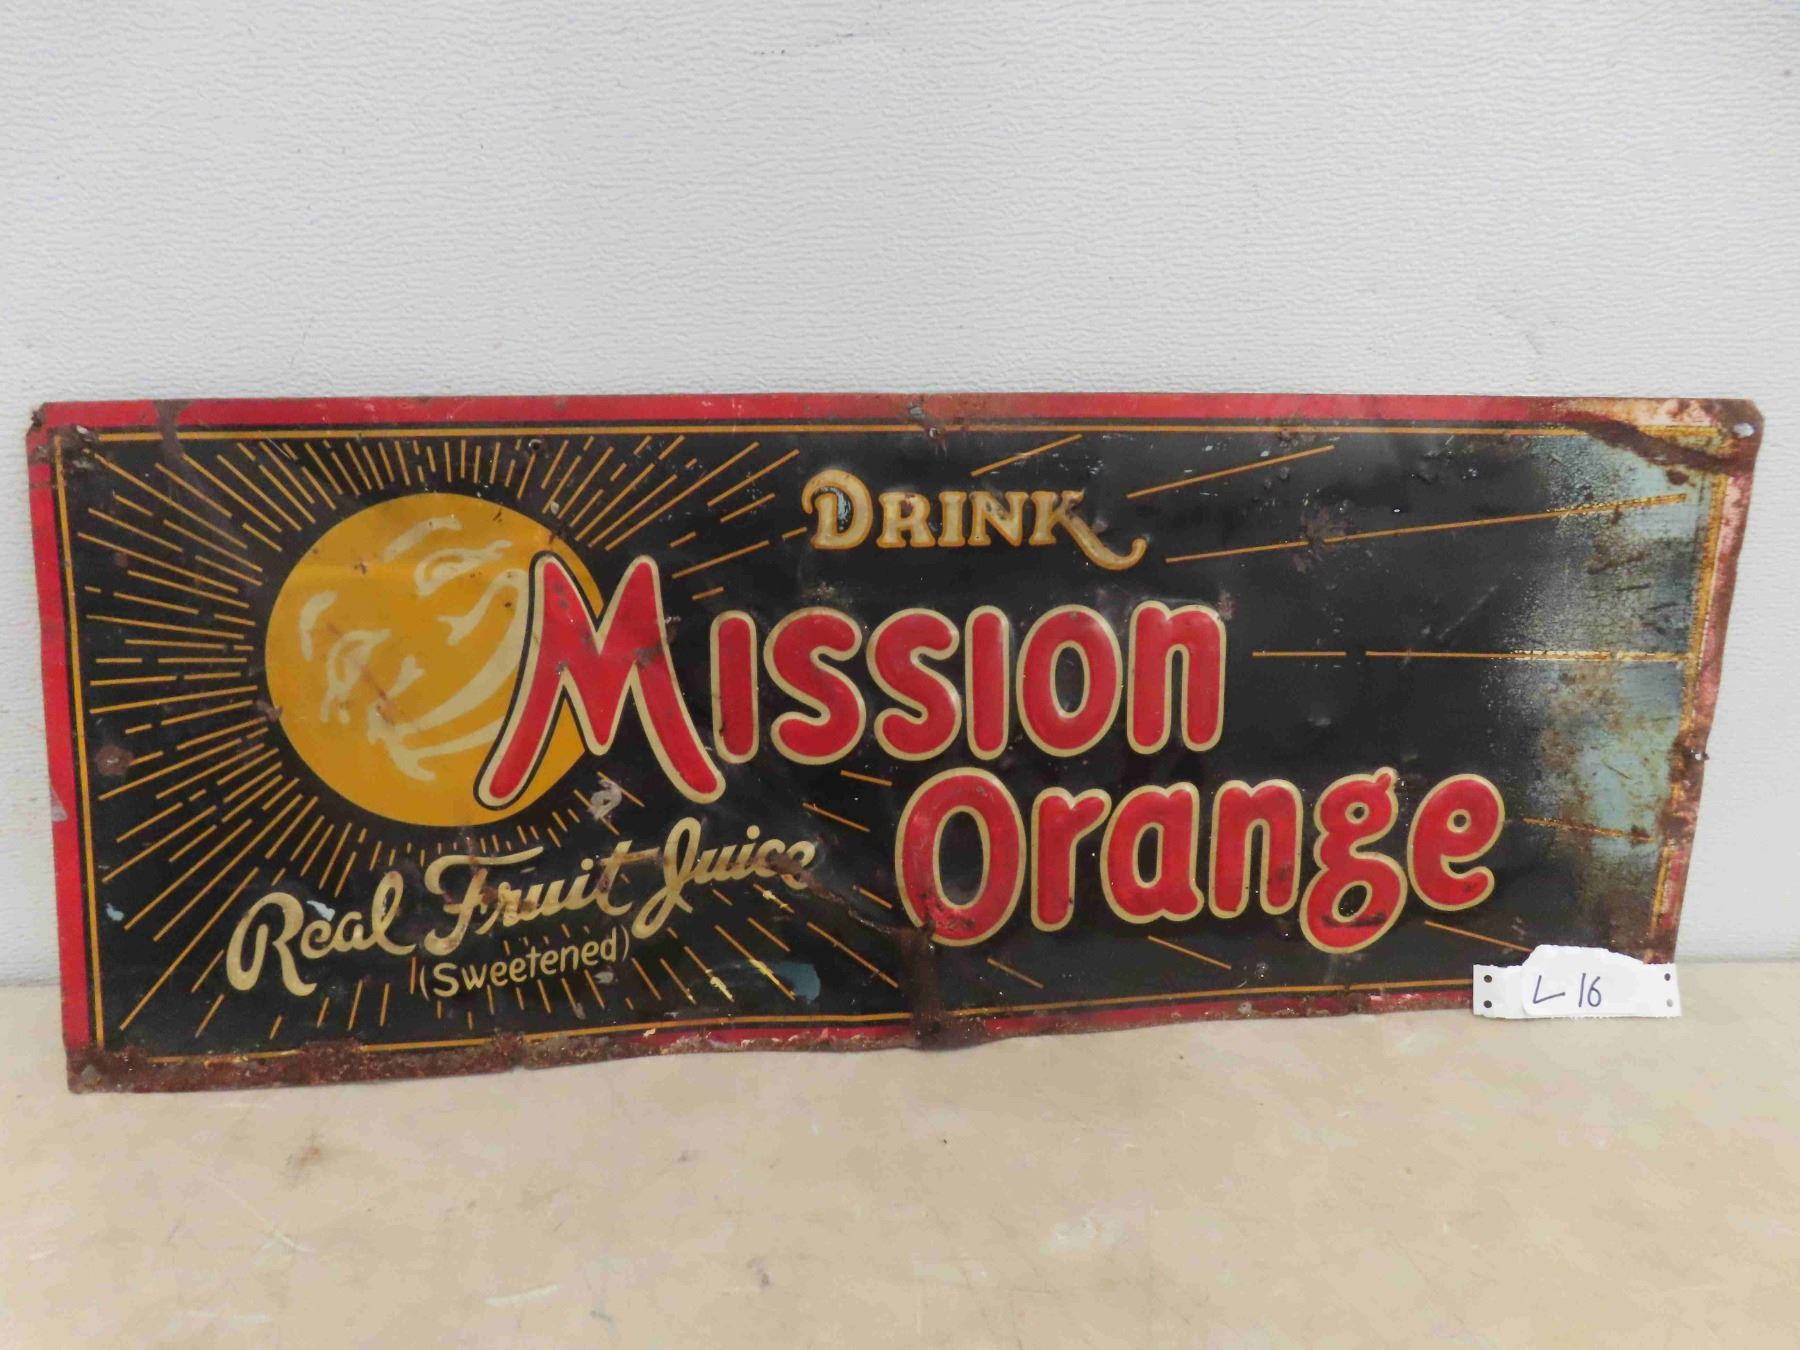 DRINK
Mission
Orange
Real Fruit Juice
(Sweetened)
L 16